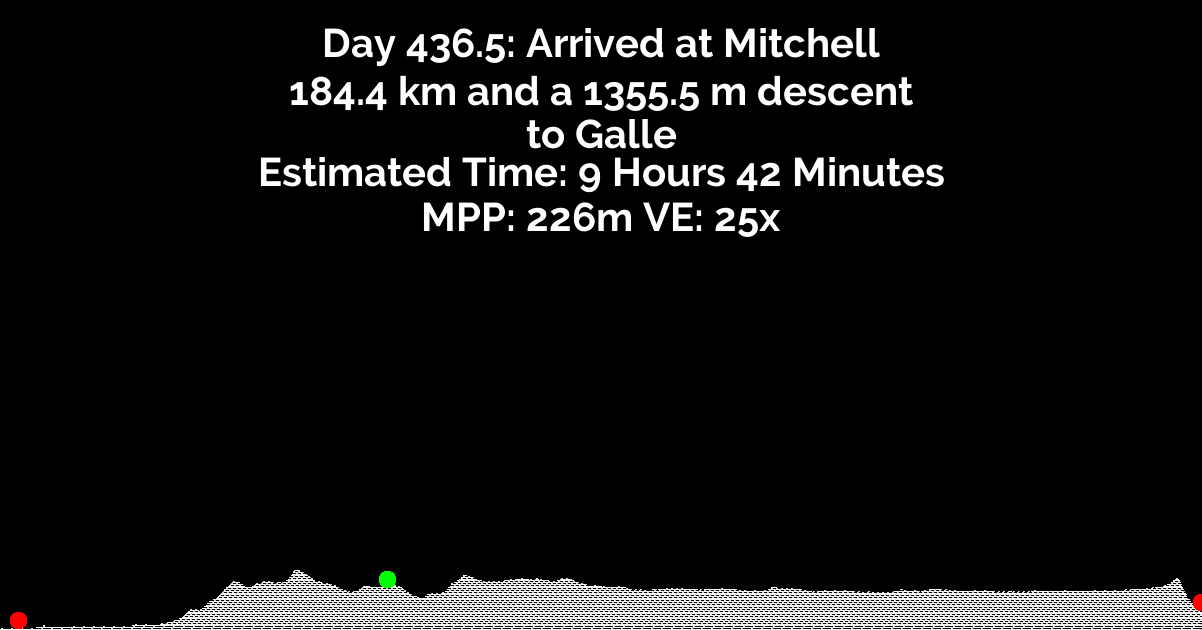 Day 436.5: Arrived at Mitchell
184.4 km and a 1355.5 m descent
to Galle
Estimated Time: 9 Hours 42 Minutes
MPP: 226m VE: 25x